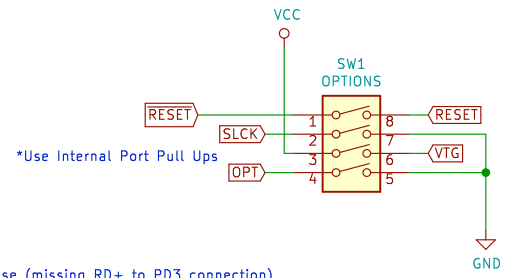 VCC
SW1
OPTIONS
RESET
1
8
RESET
SLCK
2
7
*Use Internal Port Pull Ups
3
6
VTG
OPT
4
5
GND
se (missing RD+ to PD3 connection)